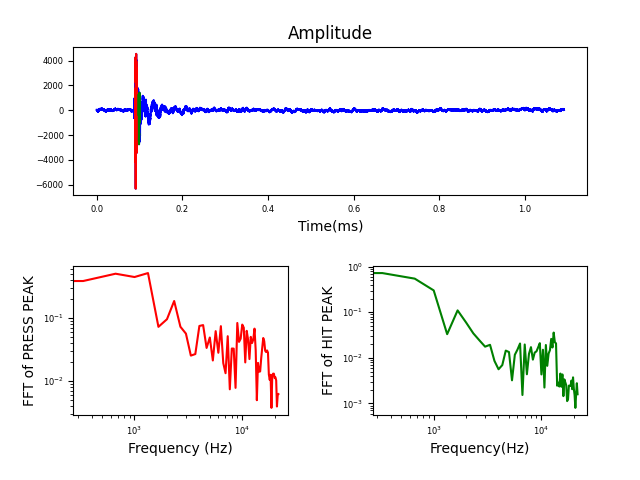 Amplitude
4000
2000
0
−2000
−4000
−6000
0.0 0.2 0.4 0.6 0.8 1.0
Time(ms)
FFT of PRESS PEAK
10⁻¹
10⁻²
10³ 10⁴
Frequency (Hz)
FFT of HIT PEAK
10⁰
10⁻¹
10⁻²
10⁻³
10³ 10⁴
Frequency(Hz)